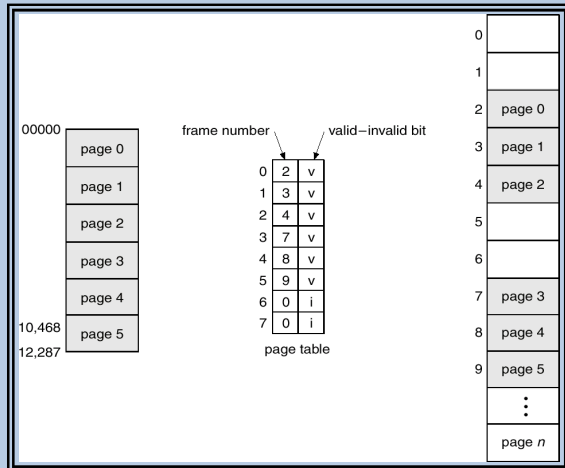 00000
page 0
page 1
page 2
page 3
page 4
10,468
page 5
12,287
frame number
valid–invalid bit
0 2 v
1 3 v
2 4 v
3 7 v
4 8 v
5 9 v
6 0 i
7 0 i
page table
0
1
2 page 0
3 page 1
4 page 2
5
6
7 page 3
8 page 4
9 page 5
⋮
page n